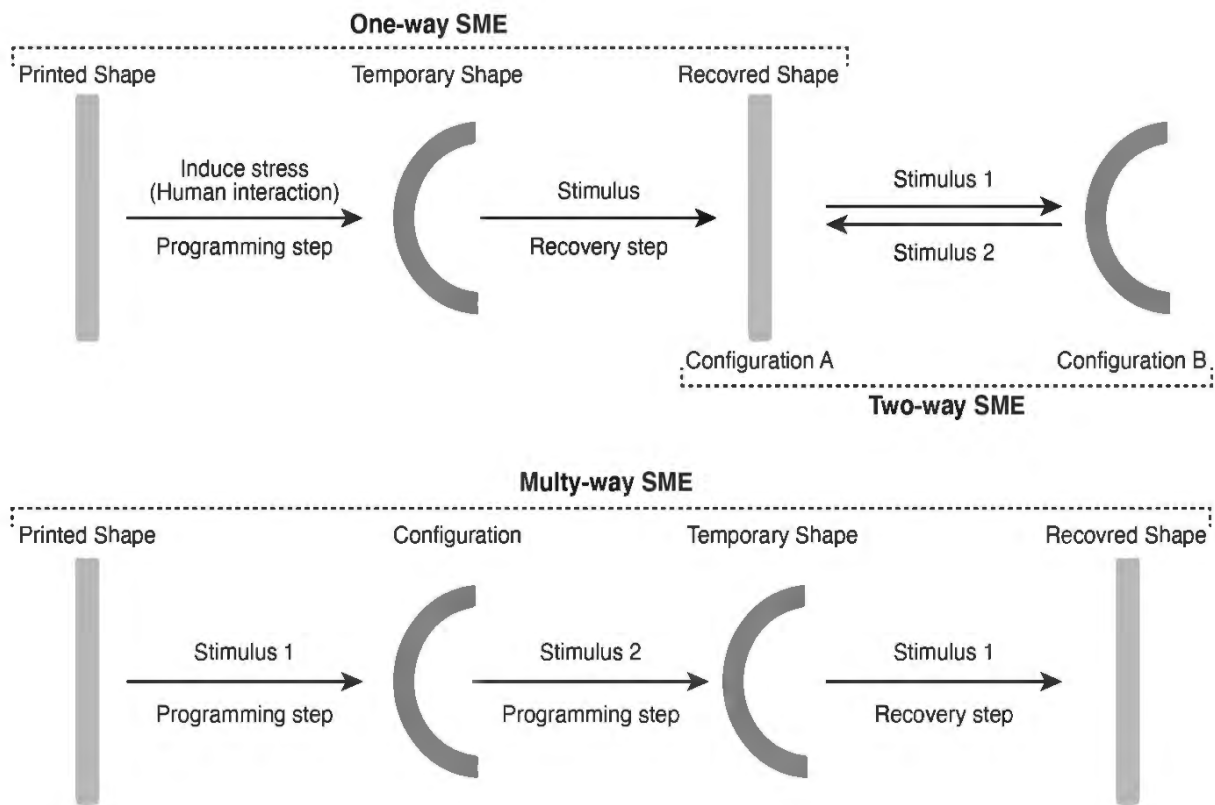 One-way SME
Printed Shape
Temporary Shape
Recovred Shape
Induce stress
(Human interaction)
Programming step
Stimulus
Recovery step
Stimulus 1
Stimulus 2
Configuration A
Configuration B
Two-way SME
Multy-way SME
Printed Shape
Configuration
Temporary Shape
Recovred Shape
Stimulus 1
Programming step
Stimulus 2
Programming step
Stimulus 1
Recovery step